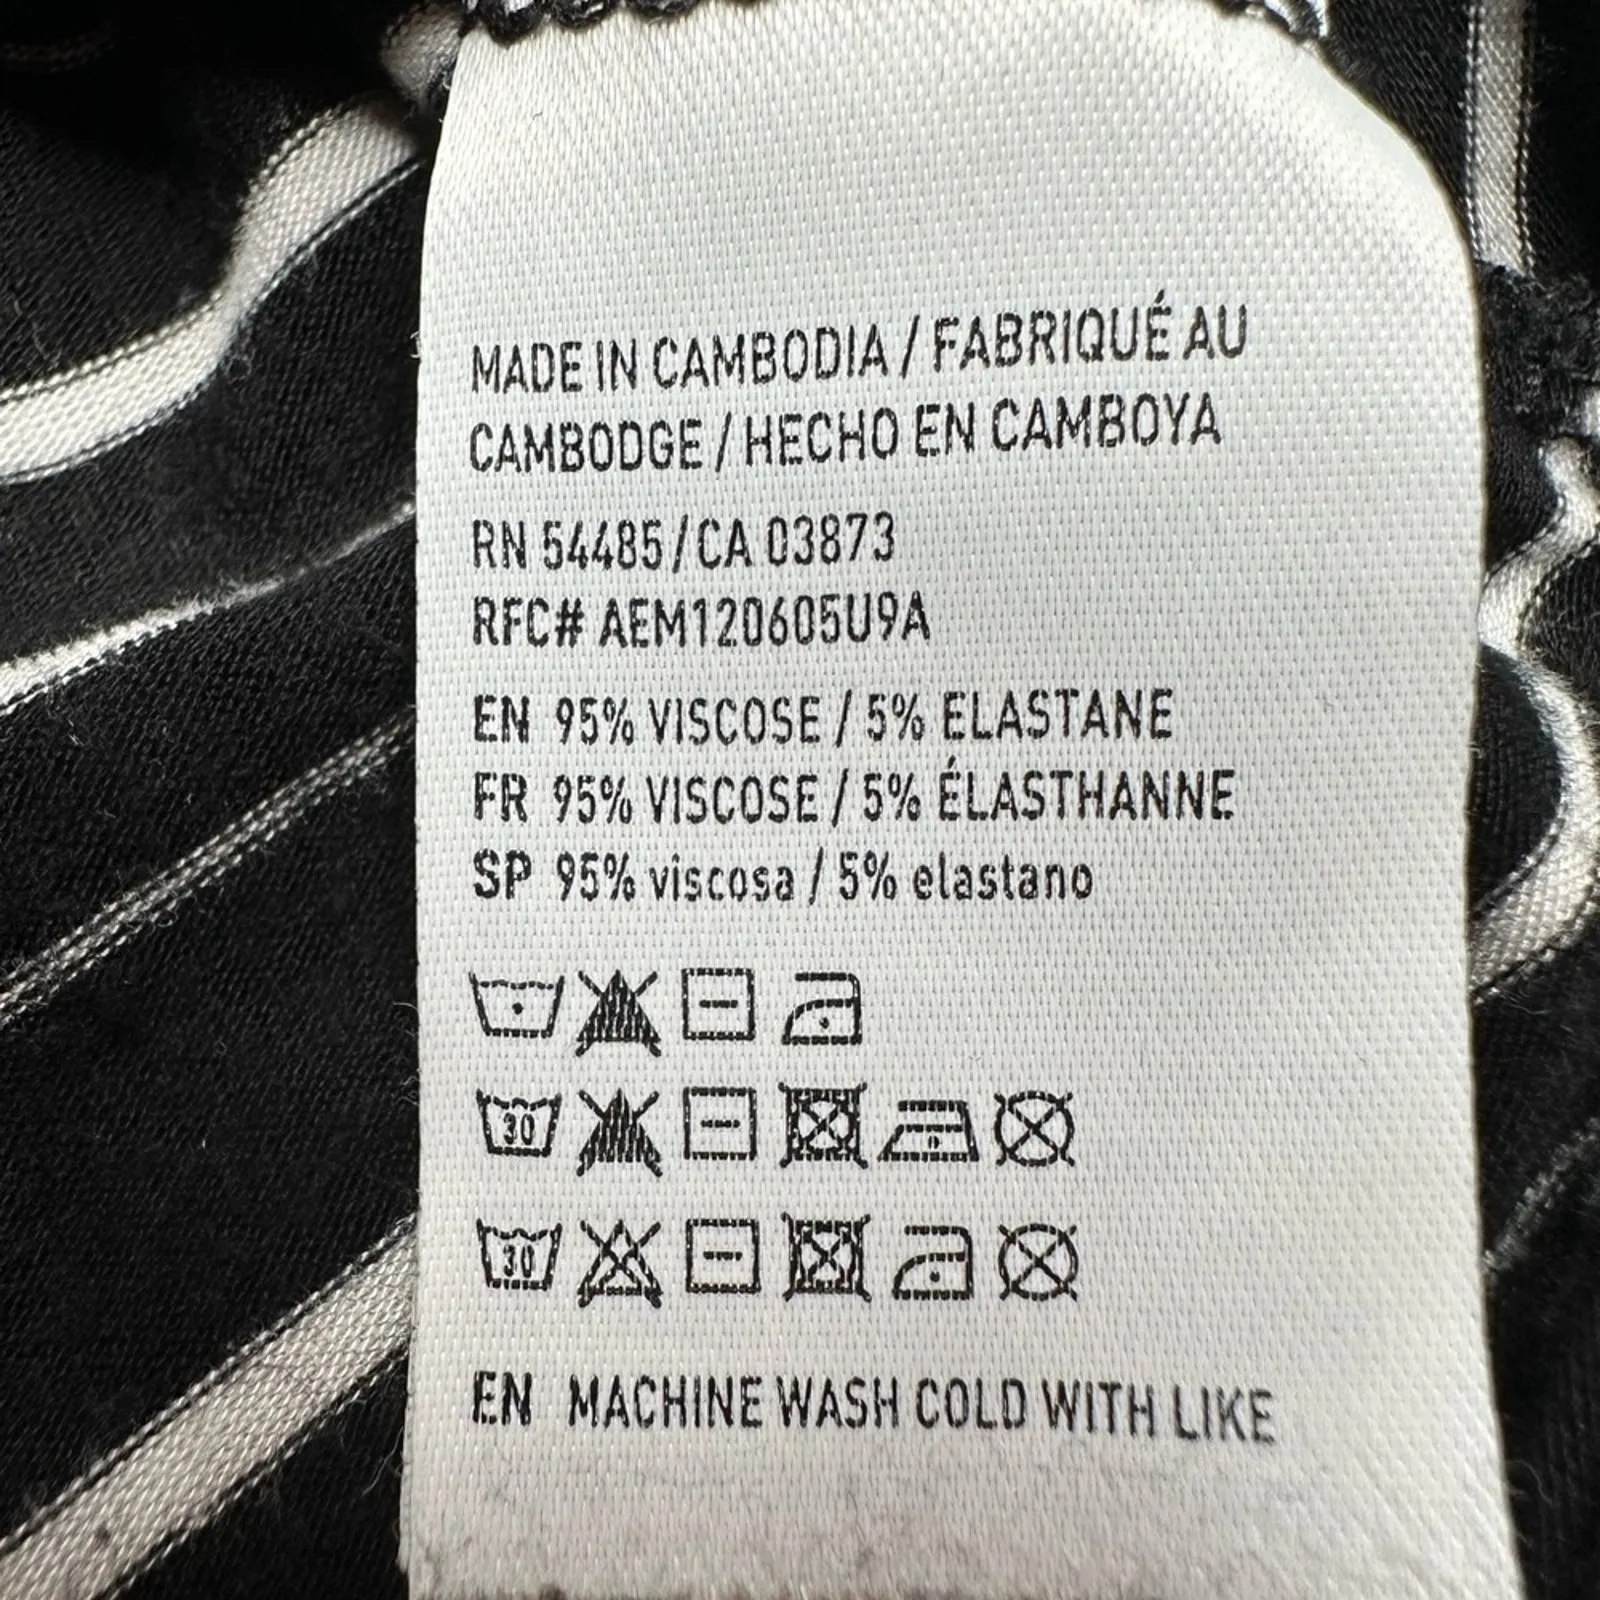 MADE IN CAMBODIA / FABRIQUÉ AU
CAMBODGE / HECHO EN CAMBOYA
RN 54485 / CA 03873
RFC# AEM120605U9A
EN 95% VISCOSE / 5% ELASTANE
FR 95% VISCOSE / 5% ÉLASTHANNE
SP 95% viscosa / 5% elastano
30
30
EN MACHINE WASH COLD WITH LIKE